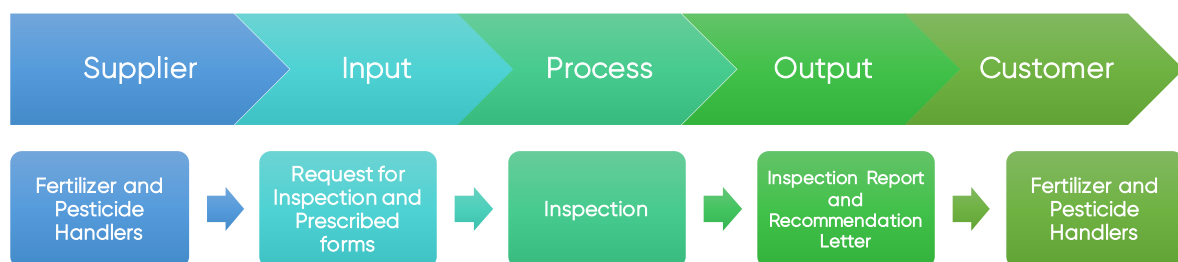 Supplier
Input
Process
Output
Customer
Fertilizer and
Pesticide
Handlers
Request for
Inspection and
Prescribed
forms
Inspection
Inspection Report
and
Recommendation
Letter
Fertilizer and
Pesticide
Handlers